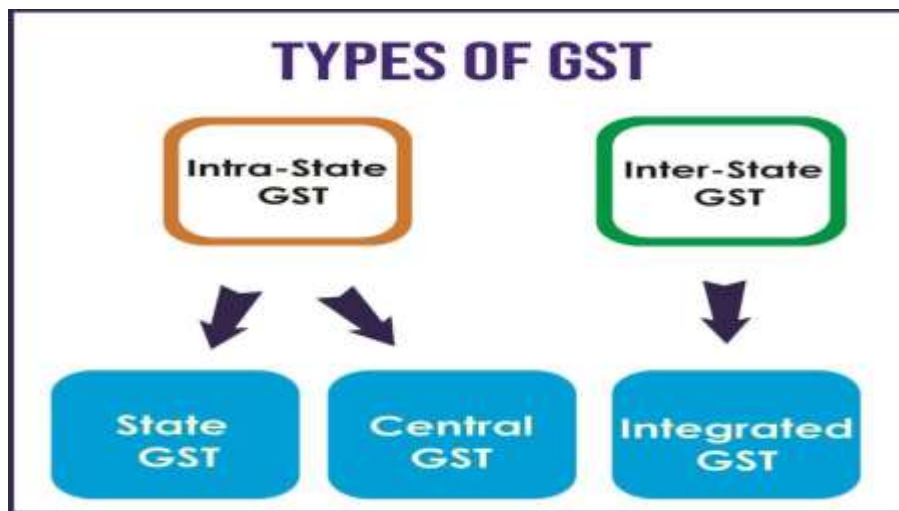 TYPES OF GST
Intra-State
GST
Inter-State
GST
State
GST
Central
GST
Integrated
GST